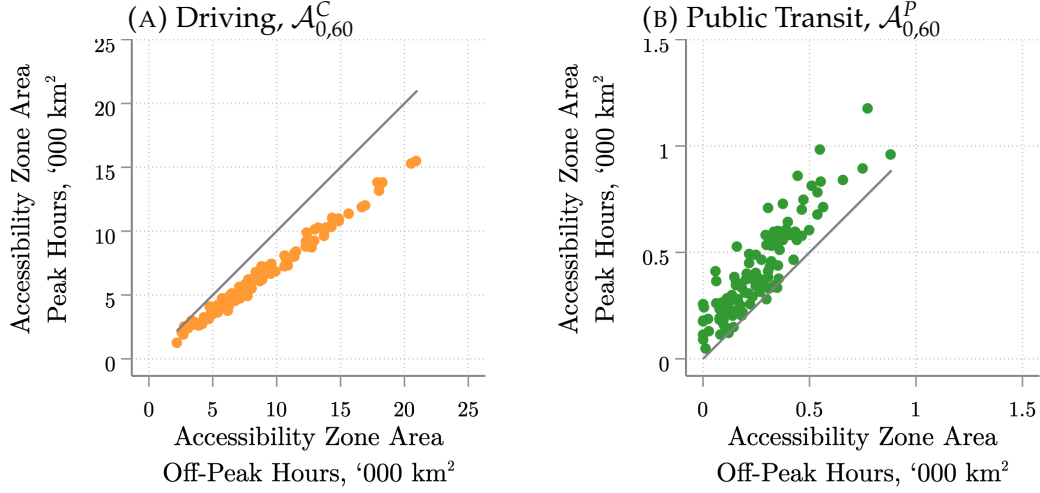 (A) Driving, 𝒜^C_{0,60}
Accessibility Zone Area
Peak Hours, ‘000 km²
25
20
15
10
5
0
0 5 10 15 20 25
Accessibility Zone Area
Off-Peak Hours, ‘000 km²
(B) Public Transit, 𝒜^P_{0,60}
Accessibility Zone Area
Peak Hours, ‘000 km²
1.5
1
0.5
0
0 0.5 1 1.5
Accessibility Zone Area
Off-Peak Hours, ‘000 km²